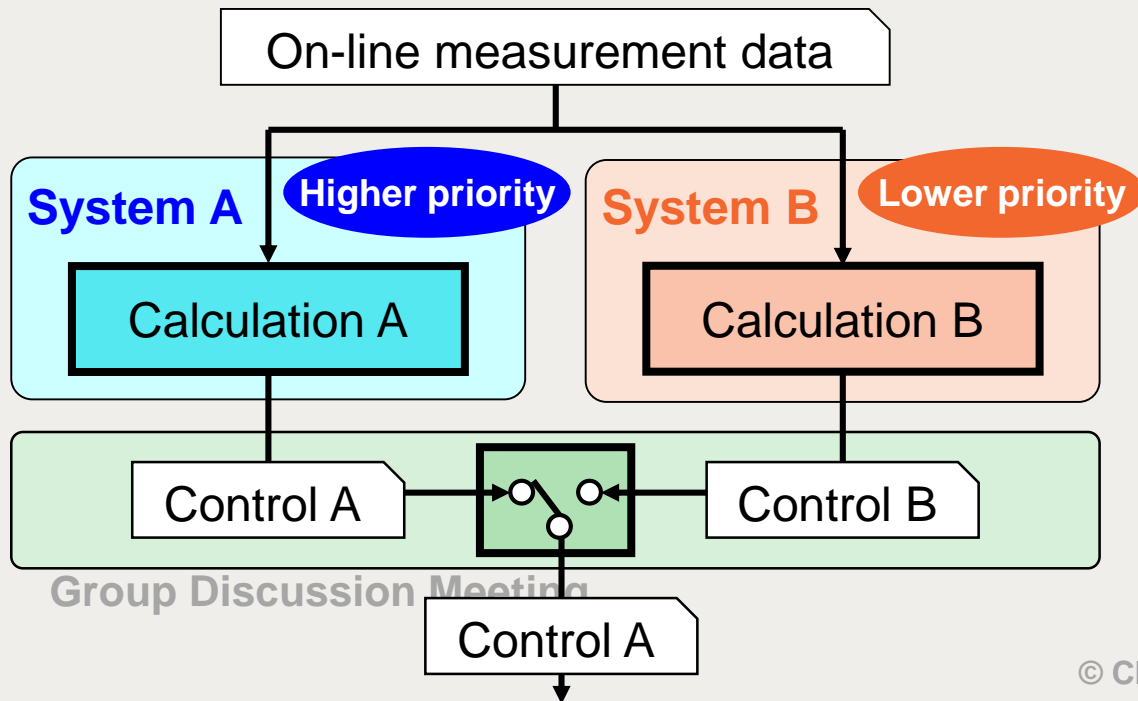 On-line measurement data
System A
Higher priority
System B
Lower priority
Calculation A
Calculation B
Control A
Control B
Group Discussion Meeting
Control A
©